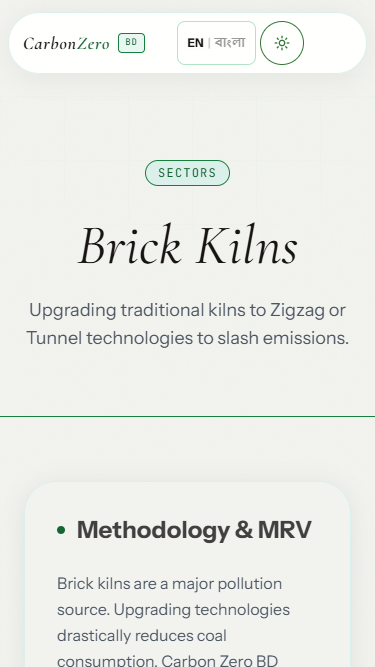 CarbonZero BD EN | বাংলা
SECTORS
Brick Kilns
Upgrading traditional kilns to Zigzag or
Tunnel technologies to slash emissions.
Methodology & MRV
Brick kilns are a major pollution
source. Upgrading technologies
drastically reduces coal
consumption. Carbon Zero BD